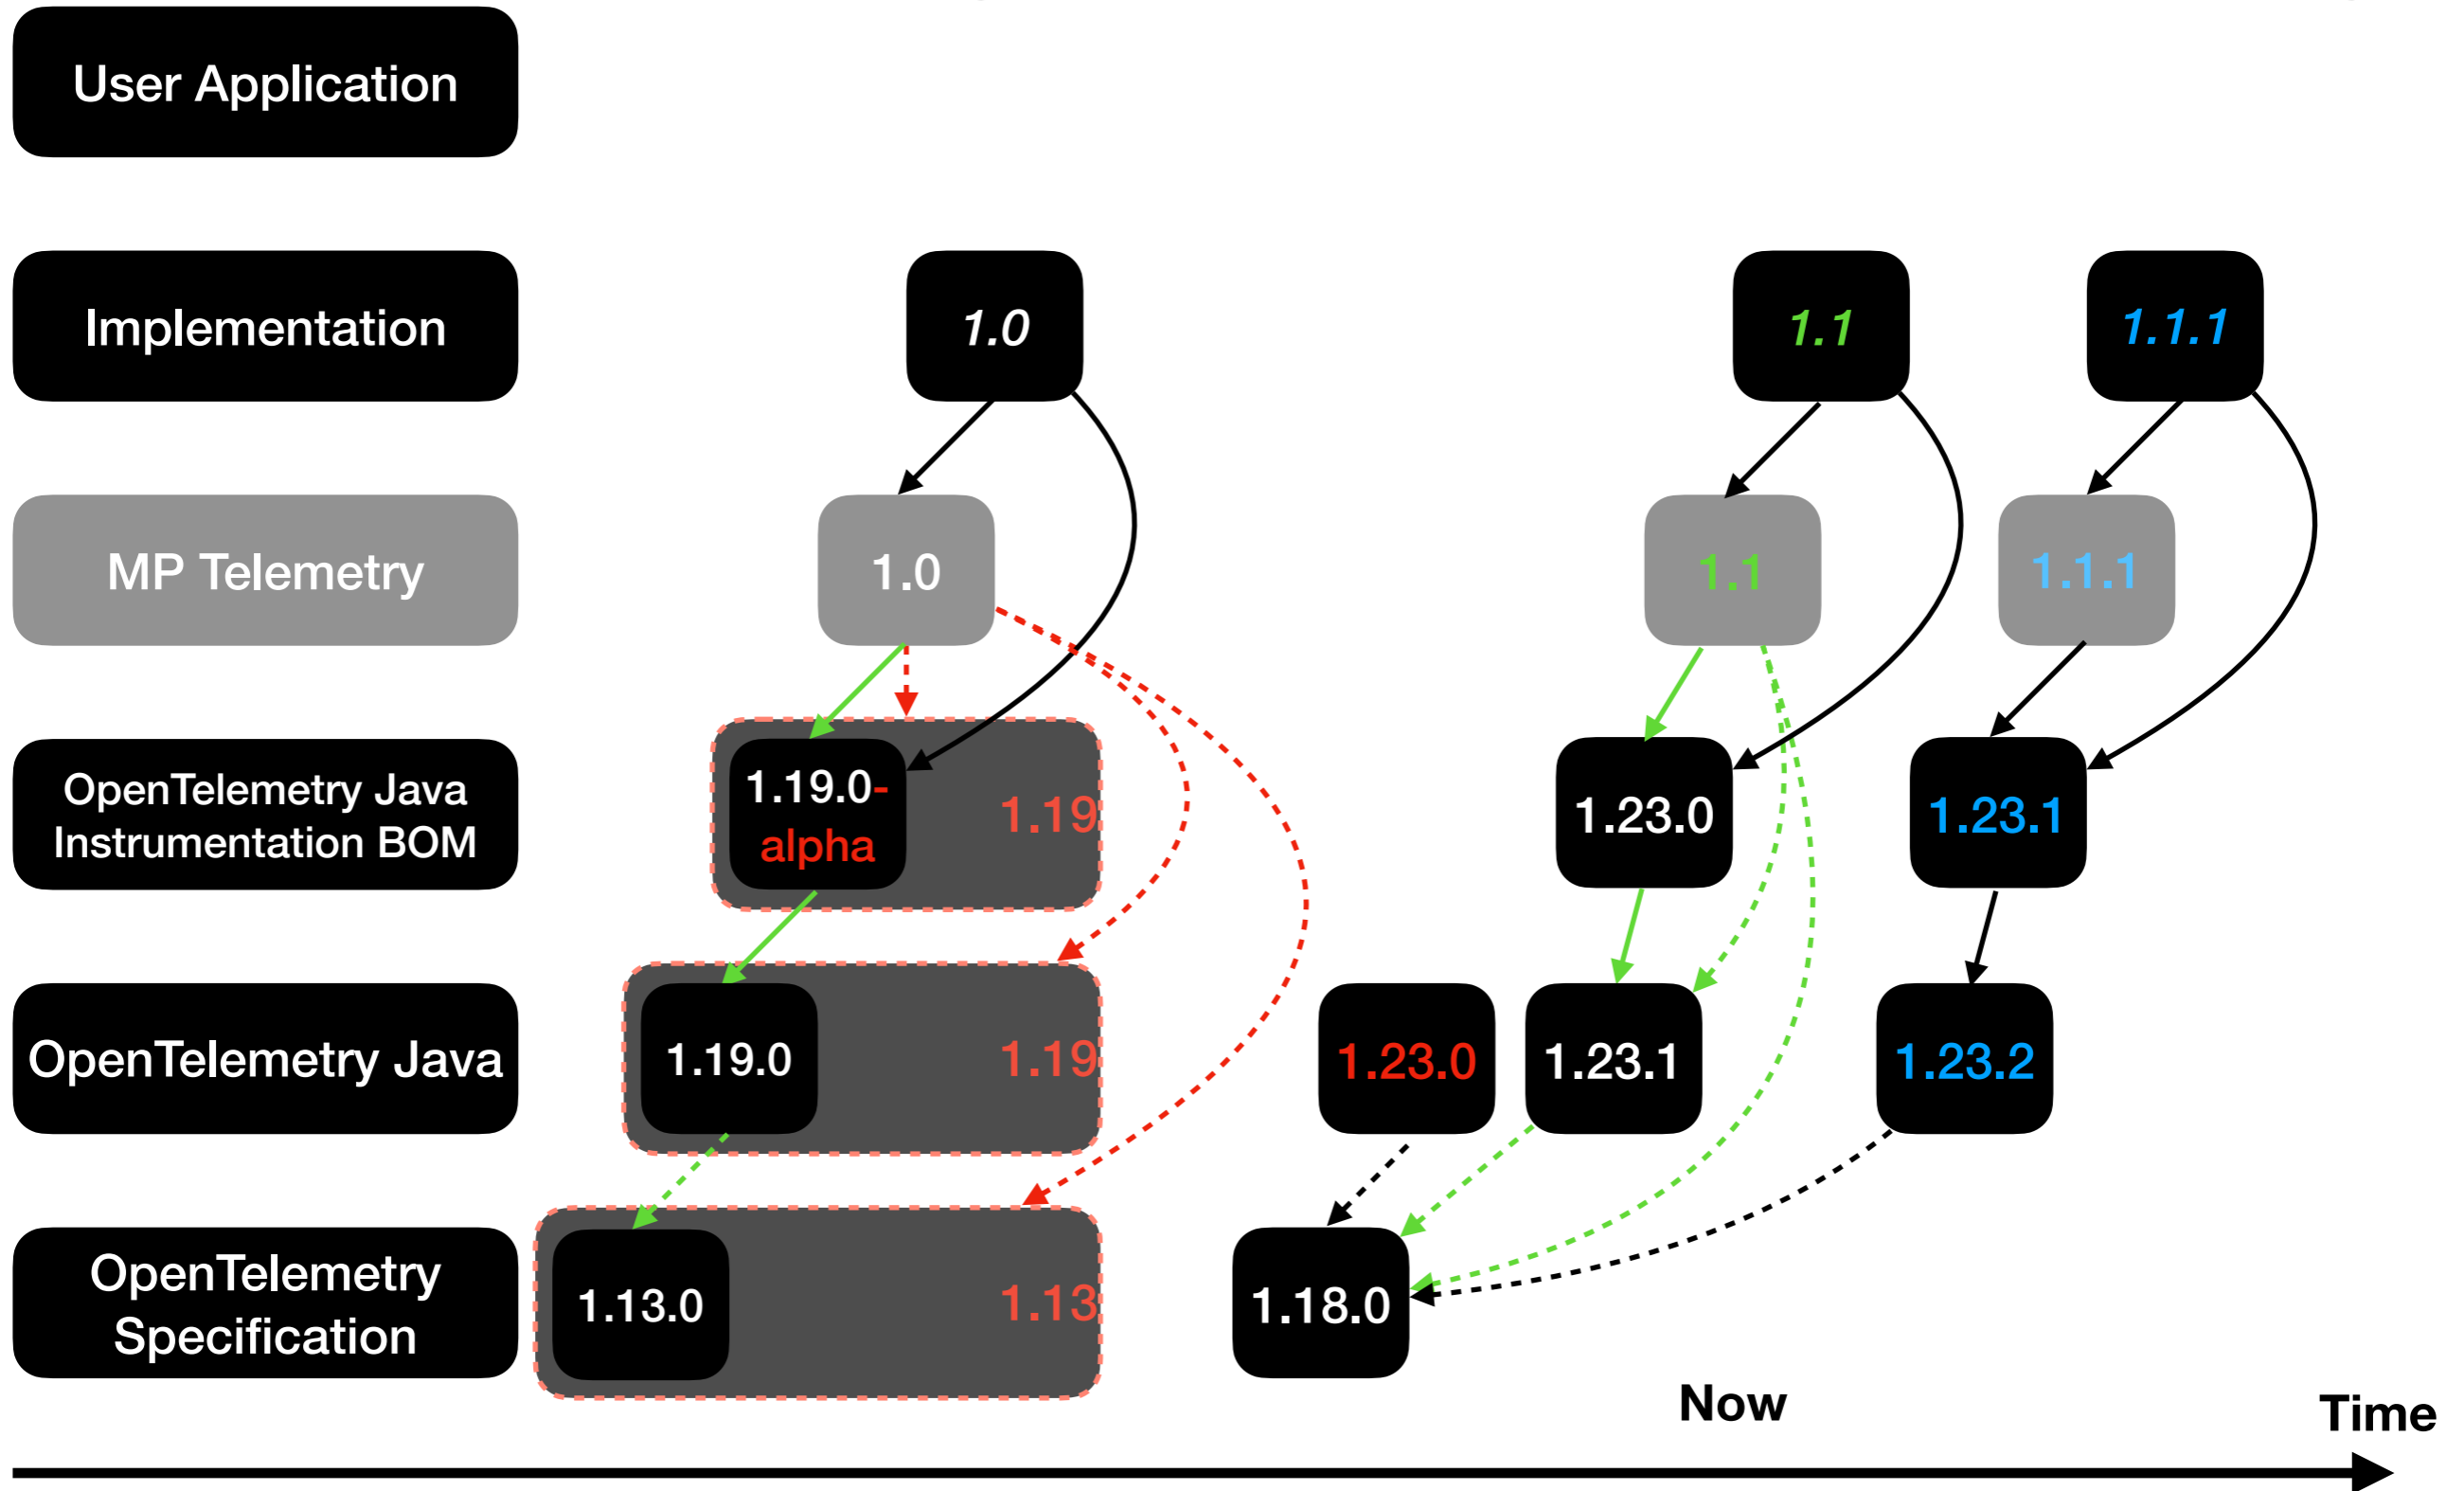 User Application
Implementation
1.0
1.1
1.1.1
MP Telemetry
1.0
1.1
1.1.1
OpenTelemetry Java
Instrumentation BOM
1.19.0-
alpha
1.19
1.23.0
1.23.1
OpenTelemetry Java
1.19.0
1.19
1.23.0
1.23.1
1.23.2
OpenTelemetry
Specification
1.13.0
1.13
1.18.0
Now
Time